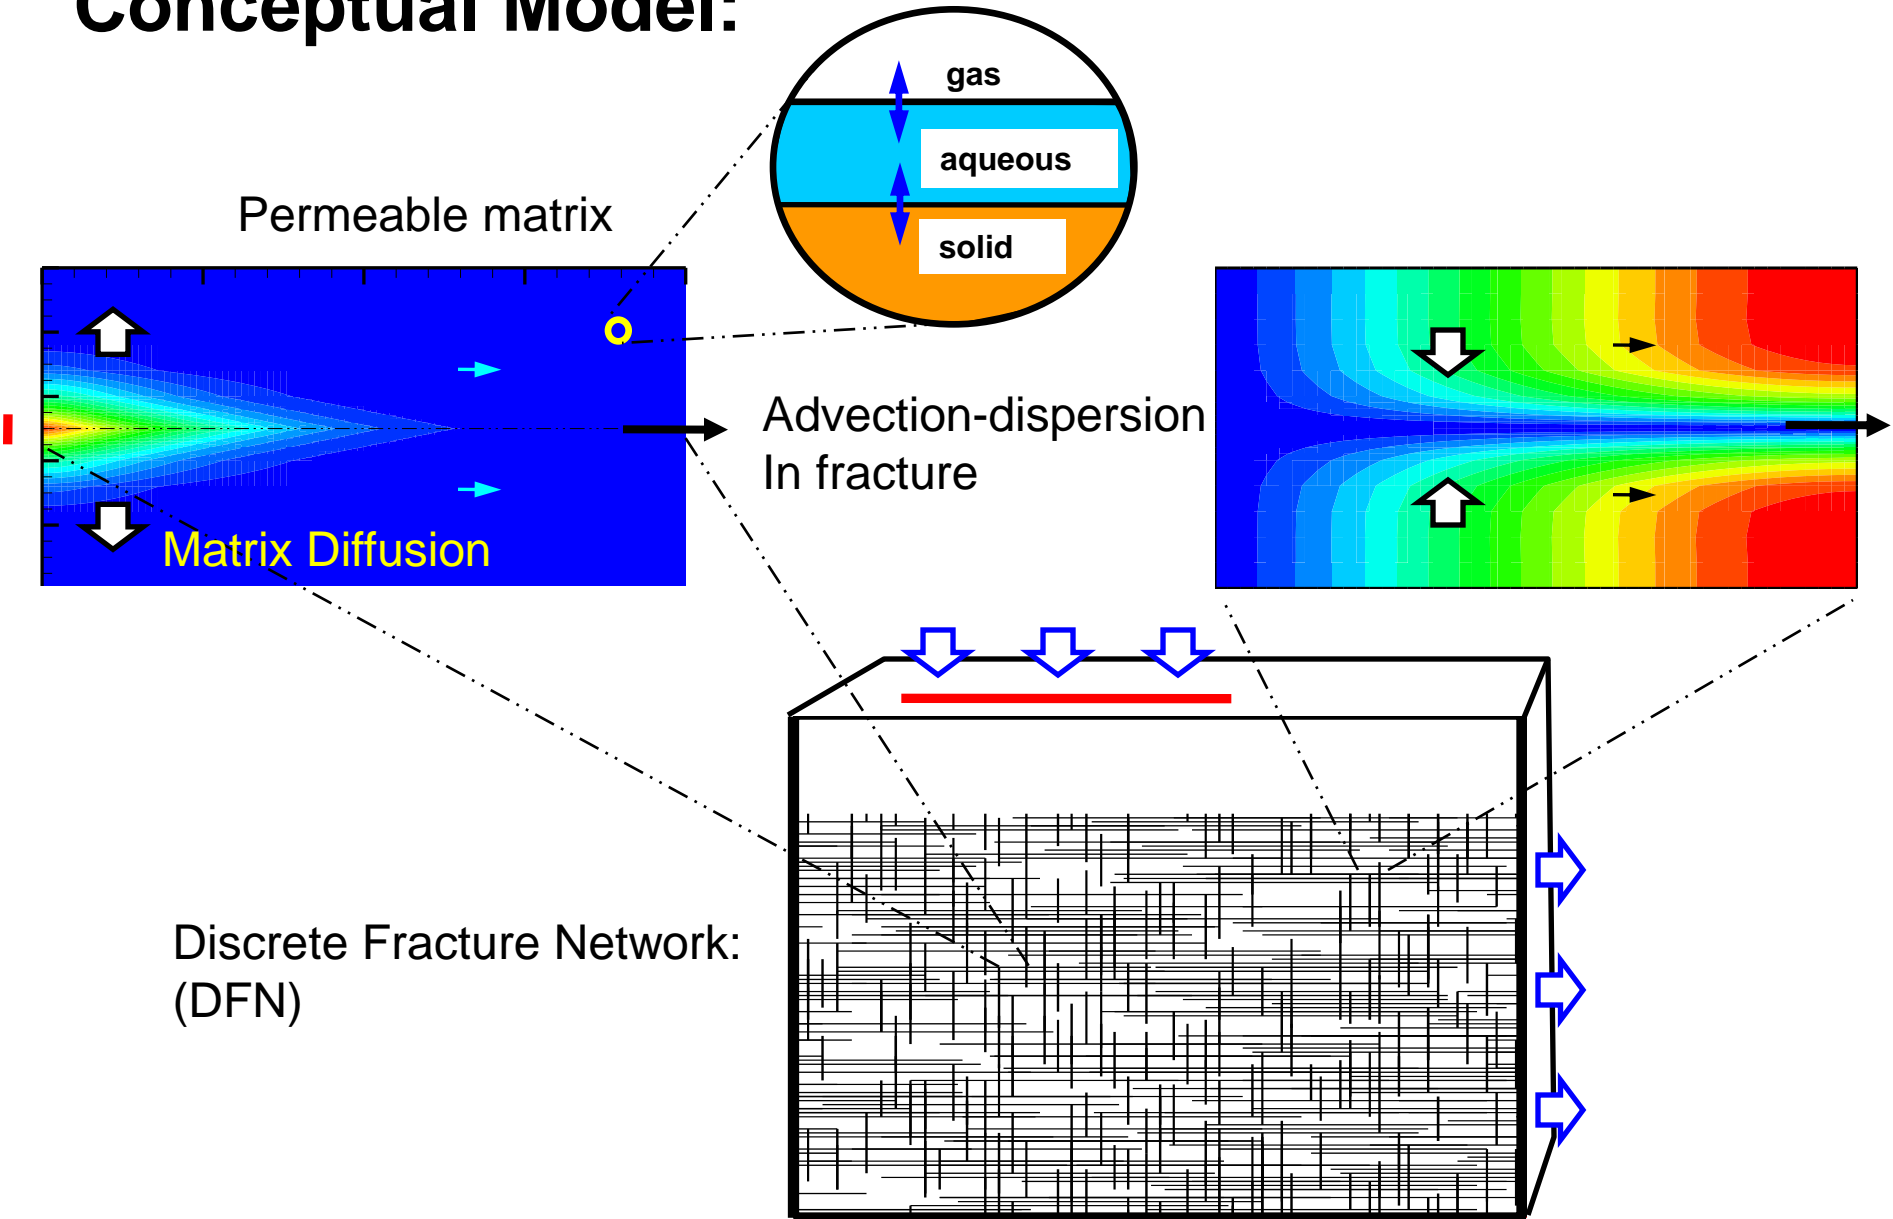 Conceptual Model:
gas
aqueous
solid
Permeable matrix
Advection-dispersion
In fracture
Matrix Diffusion
Discrete Fracture Network:
(DFN)